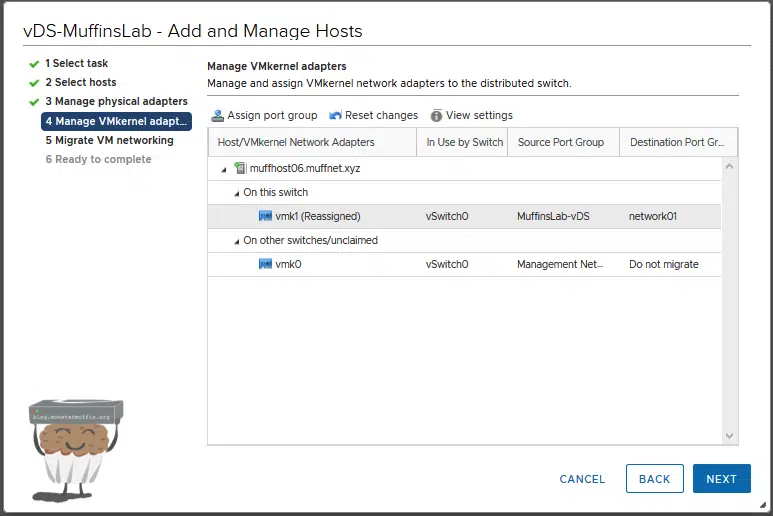 vDS-MuffinsLab - Add and Manage Hosts
1 Select task
2 Select hosts
3 Manage physical adapters
4 Manage VMkernel adapt...
5 Migrate VM networking
6 Ready to complete
Manage VMkernel adapters
Manage and assign VMkernel network adapters to the distributed switch.
Assign port group Reset changes View settings
Host/VMkernel Network Adapters In Use by Switch Source Port Group Destination Port Gr...
muffhost06.muffnet.xyz
On this switch
vmk1 (Reassigned) vSwitch0 MuffinsLab-vDS network01
On other switches/unclaimed
vmk0 vSwitch0 Management Net... Do not migrate
blog.monstermuffin.org
CANCEL BACK NEXT